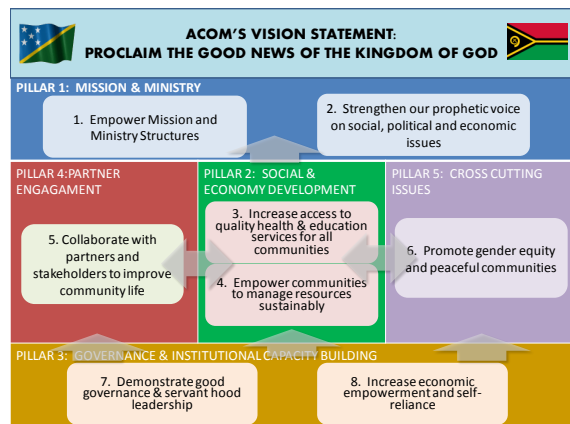 ACOM'S VISION STATEMENT:
PROCLAIM THE GOOD NEWS OF THE KINGDOM OF GOD
PILLAR 1: MISSION & MINISTRY
1. Empower Mission and
Ministry Structures
2. Strengthen our prophetic voice
on social, political and economic
issues
PILLAR 4:PARTNER
ENGAGAMENT
5. Collaborate with
partners and
stakeholders to improve
community life
PILLAR 2: SOCIAL &
ECONOMY DEVELOPMENT
3. Increase access to
quality health & education
services for all
communities
4. Empower communities
to manage resources
sustainably
PILLAR 5: CROSS CUTTING
ISSUES
6. Promote gender equity
and peaceful communities
PILLAR 3: GOVERNANCE & INSTITUTIONAL CAPACITY BUILDING
7. Demonstrate good
governance & servant hood
leadership
8. Increase economic
empowerment and self-
reliance